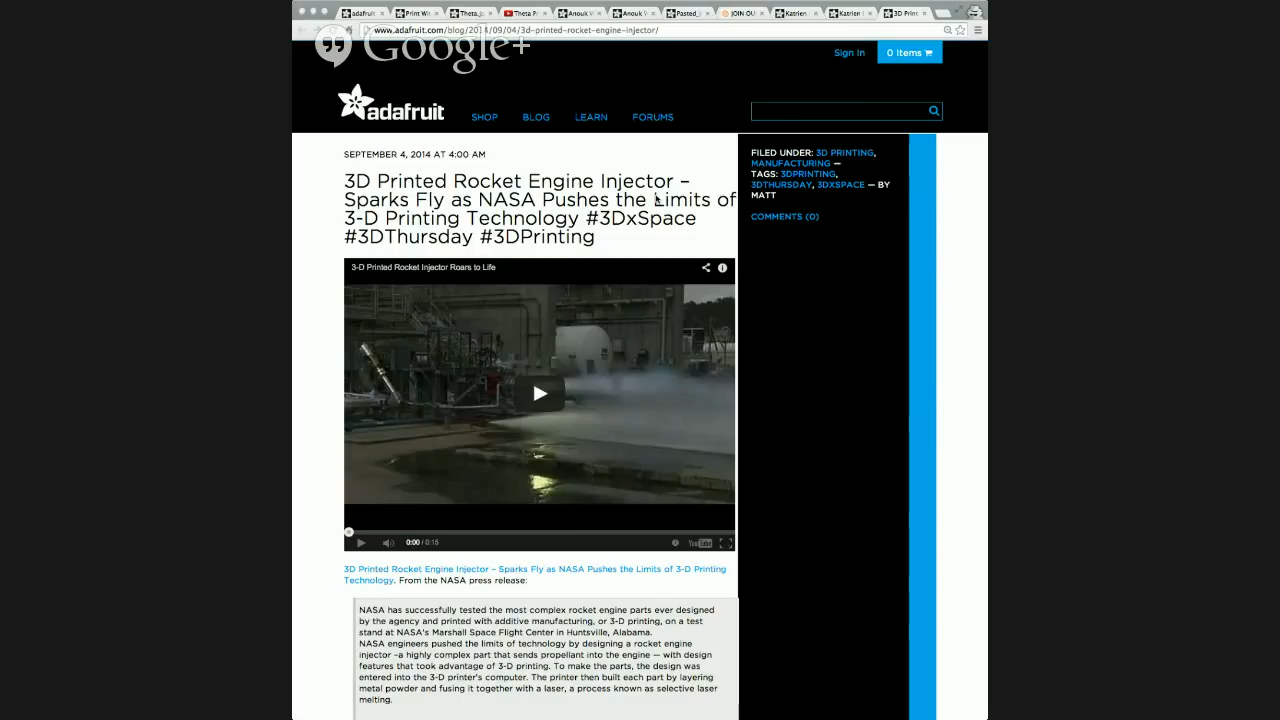 adafruit
Print Wi
Theta_
Theta P
Anouk V
Anouk V
Pasted_
JOIN OU
Katrien
Katrien
3D Print
www.adafruit.com/blog/2014/09/04/3d-printed-rocket-engine-injector/
Google+
Sign In
0 Items
adafruit
SHOP
BLOG
LEARN
FORUMS
SEPTEMBER 4, 2014 AT 4:00 AM
3D Printed Rocket Engine Injector –
Sparks Fly as NASA Pushes the Limits of
3-D Printing Technology #3DxSpace
#3DThursday #3DPrinting
FILED UNDER: 3D PRINTING,
MANUFACTURING —
TAGS: 3DPRINTING,
3DTHURSDAY, 3DXSPACE — BY
MATT
COMMENTS (0)
3-D Printed Rocket Injector Roars to Life
0:00 / 0:15
YouTube
3D Printed Rocket Engine Injector – Sparks Fly as NASA Pushes the Limits of 3-D Printing
Technology. From the NASA press release:
NASA has successfully tested the most complex rocket engine parts ever designed
by the agency and printed with additive manufacturing, or 3-D printing, on a test
stand at NASA's Marshall Space Flight Center in Huntsville, Alabama.
NASA engineers pushed the limits of technology by designing a rocket engine
injector –a highly complex part that sends propellant into the engine — with design
features that took advantage of 3-D printing. To make the parts, the design was
entered into the 3-D printer's computer. The printer then built each part by layering
metal powder and fusing it together with a laser, a process known as selective laser
melting.